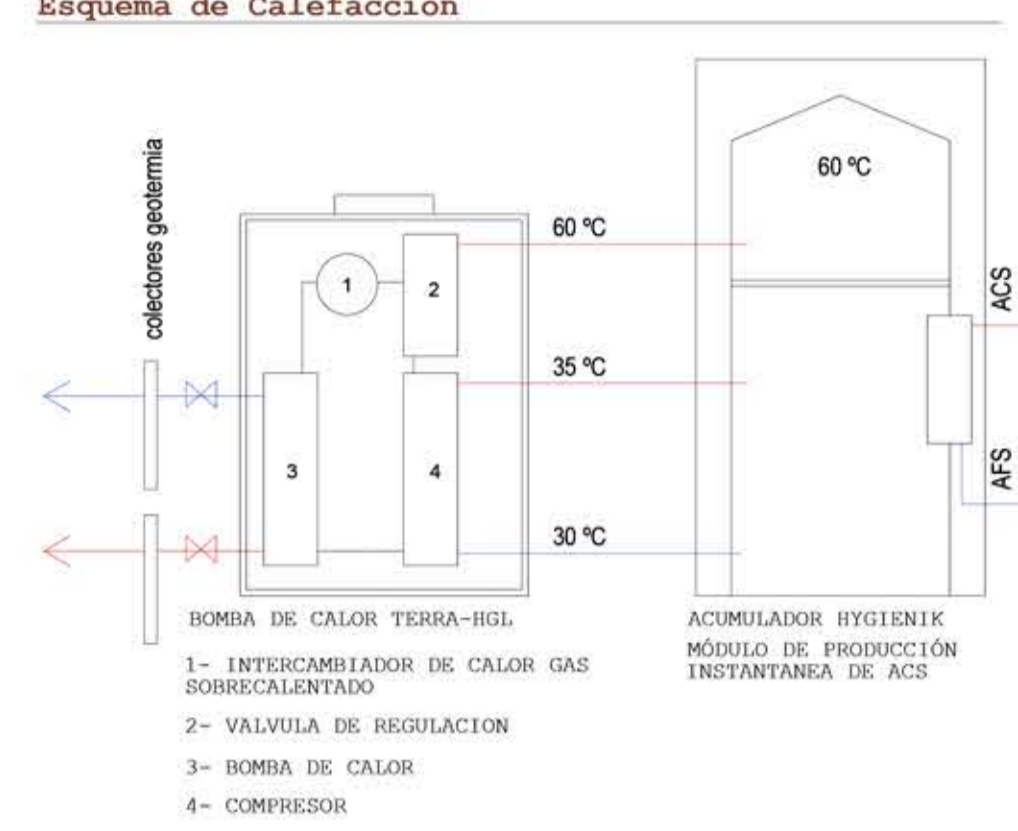 Esquema de Calefacción
colectores geotermia
60 ºC
60 ºC
1
2
ACS
35 ºC
3
4
AFS
30 ºC
BOMBA DE CALOR TERRA-HGL
1- INTERCAMBIADOR DE CALOR GAS
SOBRECALENTADO
2- VALVULA DE REGULACION
3- BOMBA DE CALOR
4- COMPRESOR
ACUMULADOR HYGIENIK
MÓDULO DE PRODUCCIÓN
INSTANTANEA DE ACS